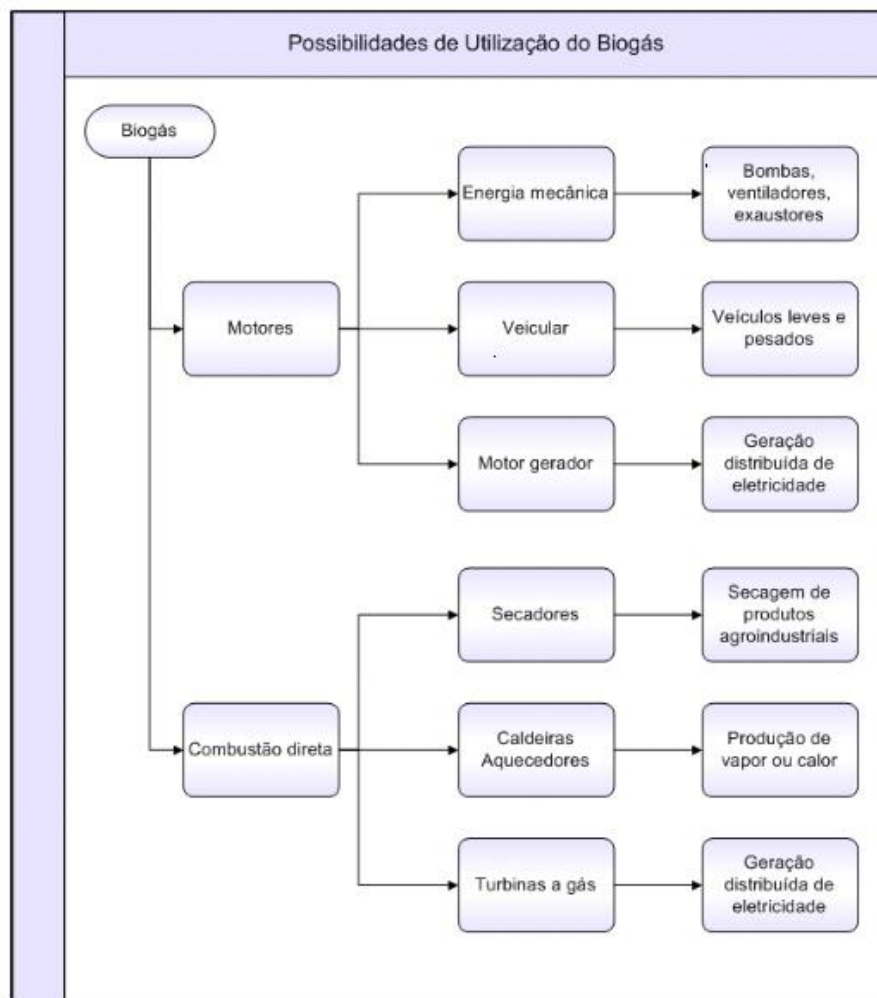 Possibilidades de Utilização do Biogás
Biogás
Motores
Energia mecânica
Bombas,
ventiladores,
exaustores
Veicular
Veículos leves e
pesados
Motor gerador
Geração
distribuída de
eletricidade
Combustão direta
Secadores
Secagem de
produtos
agroindustriais
Caldeiras
Aquecedores
Produção de
vapor ou calor
Turbinas a gás
Geração
distribuída de
eletricidade